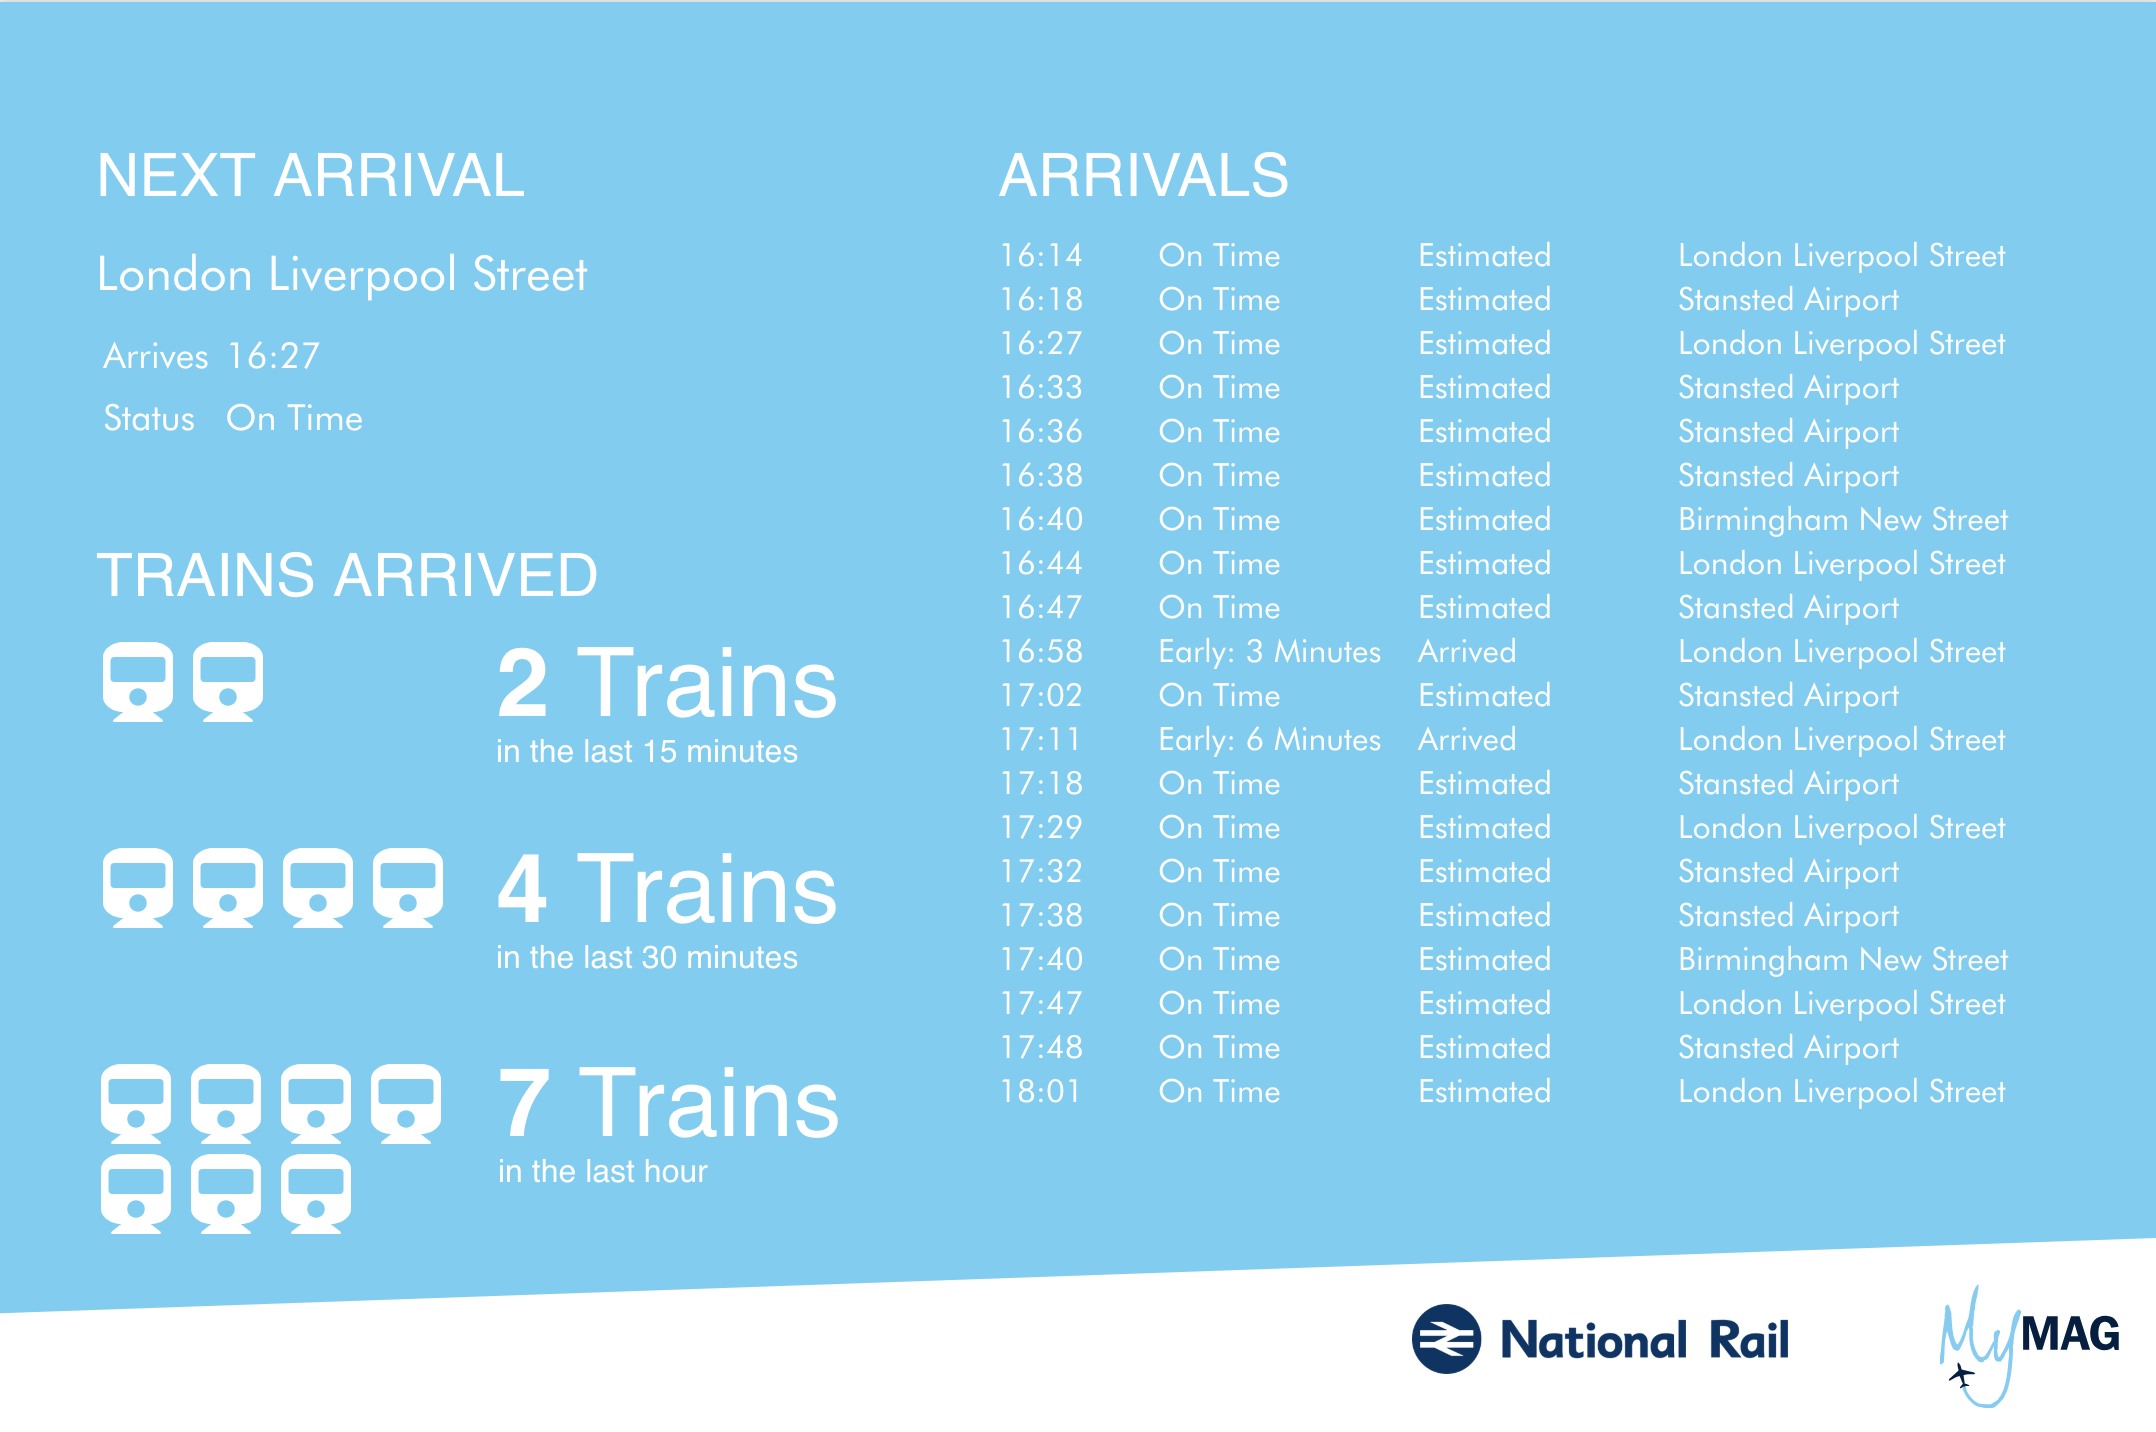 NEXT ARRIVAL
London Liverpool Street
Arrives 16:27
Status On Time
TRAINS ARRIVED
2 Trains
in the last 15 minutes
4 Trains
in the last 30 minutes
7 Trains
in the last hour
ARRIVALS
16:14 On Time Estimated London Liverpool Street
16:18 On Time Estimated Stansted Airport
16:27 On Time Estimated London Liverpool Street
16:33 On Time Estimated Stansted Airport
16:36 On Time Estimated Stansted Airport
16:38 On Time Estimated Stansted Airport
16:40 On Time Estimated Birmingham New Street
16:44 On Time Estimated London Liverpool Street
16:47 On Time Estimated Stansted Airport
16:58 Early: 3 Minutes Arrived London Liverpool Street
17:02 On Time Estimated Stansted Airport
17:11 Early: 6 Minutes Arrived London Liverpool Street
17:18 On Time Estimated Stansted Airport
17:29 On Time Estimated London Liverpool Street
17:32 On Time Estimated Stansted Airport
17:38 On Time Estimated Stansted Airport
17:40 On Time Estimated Birmingham New Street
17:47 On Time Estimated London Liverpool Street
17:48 On Time Estimated Stansted Airport
18:01 On Time Estimated London Liverpool Street
National Rail
My MAG